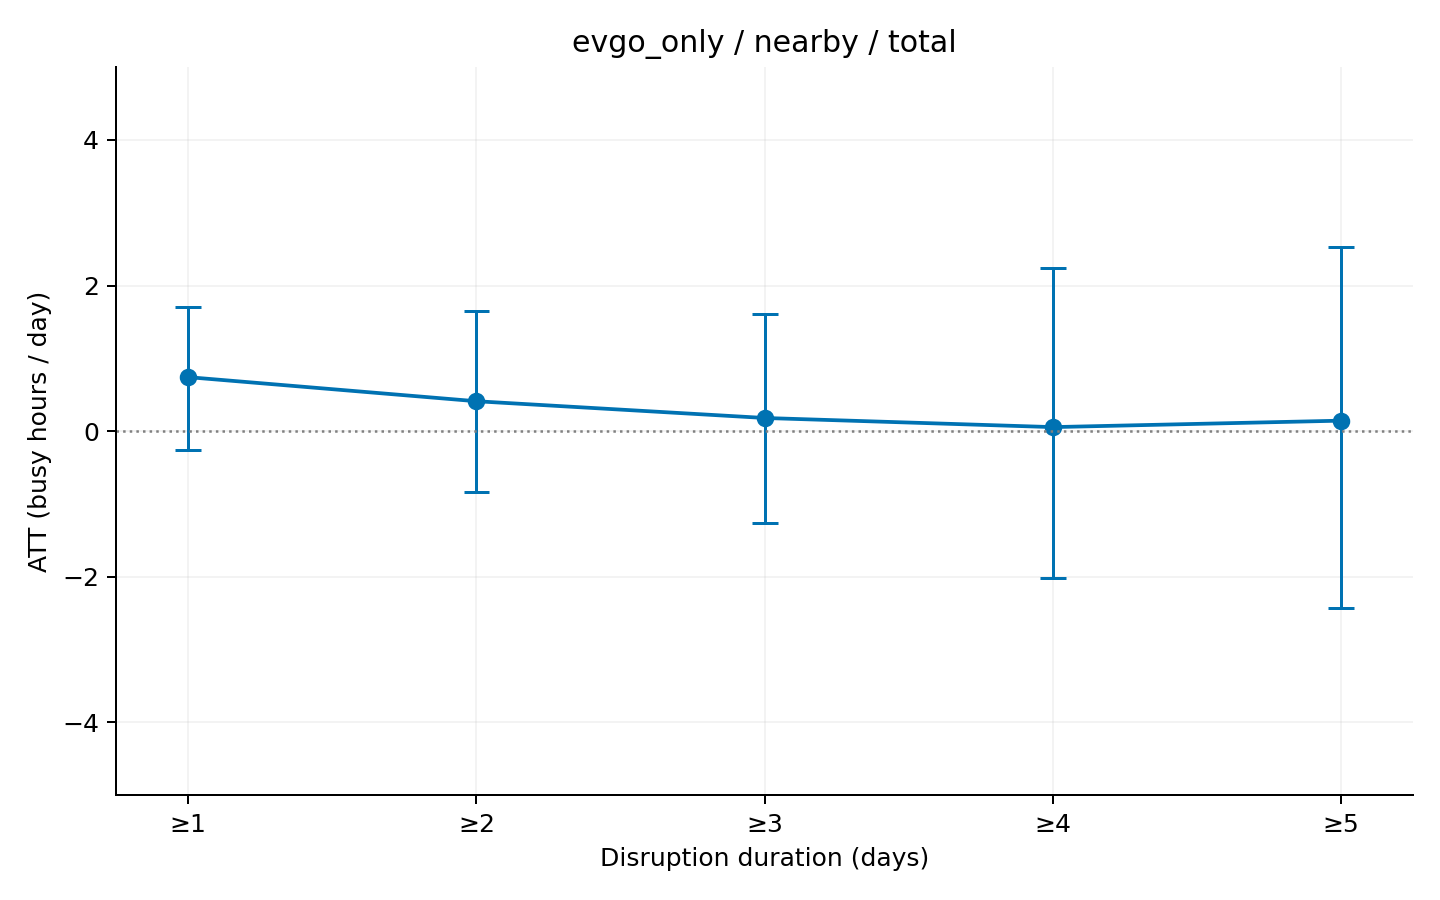 evgo_only / nearby / total
ATT (busy hours / day)
4
2
0
−2
−4
≥1 ≥2 ≥3 ≥4 ≥5
Disruption duration (days)